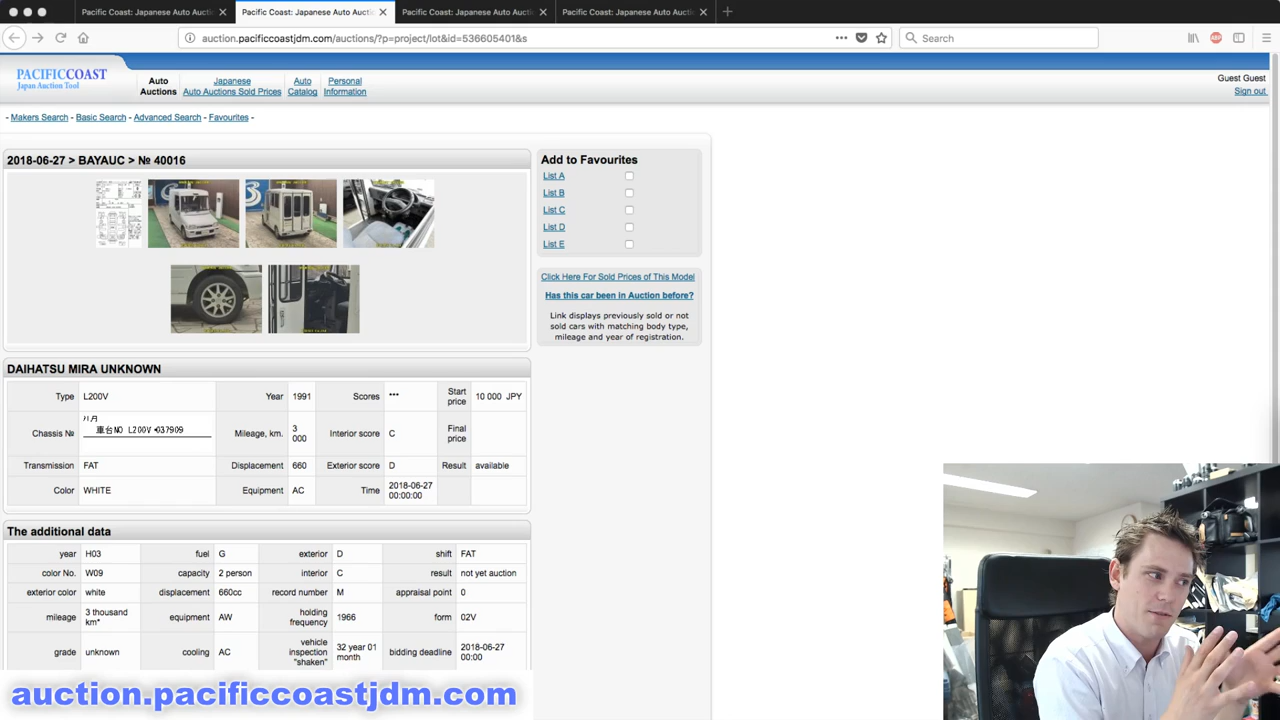 Pacific Coast: Japanese Auto Aucti
Pacific Coast: Japanese Auto Auctic
Pacific Coast: Japanese Auto Auctic
Pacific Coast: Japanese Auto Auctic
auction.pacificcoastjdm.com/auctions/?p=project/lot&id=536605401&s
Search
PACIFICCOAST
Japan Auction Tool
Auto Auctions
Japanese
Auto Auctions Sold Prices
Auto Catalog
Personal Information
Guest Guest
Sign out
- Makers Search - Basic Search - Advanced Search - Favourites -
2018-06-27 > BAYAUC > № 40016
Add to Favourites
List A
List B
List C
List D
List E
Click Here For Sold Prices of This Model
Has this car been in Auction before?
Link displays previously sold or not
sold cars with matching body type,
mileage and year of registration.
DAIHATSU MIRA UNKNOWN
Type L200V Year 1991 Scores *** Start price 10 000 JPY
Chassis № 車台NO L200V-037909 Mileage, km. 3 000 Interior score C Final price
Transmission FAT Displacement 660 Exterior score D Result available
Color WHITE Equipment AC Time 2018-06-27 00:00:00
The additional data
year H03 fuel G exterior D shift FAT
color No. W09 capacity 2 person interior C result not yet auction
exterior color white displacement 660cc record number M appraisal point 0
mileage 3 thousand km* equipment AW holding frequency 1966 form 02V
grade unknown cooling AC vehicle inspection "shaken" 32 year 01 month bidding deadline 2018-06-27 00:00
auction.pacificcoastjdm.com